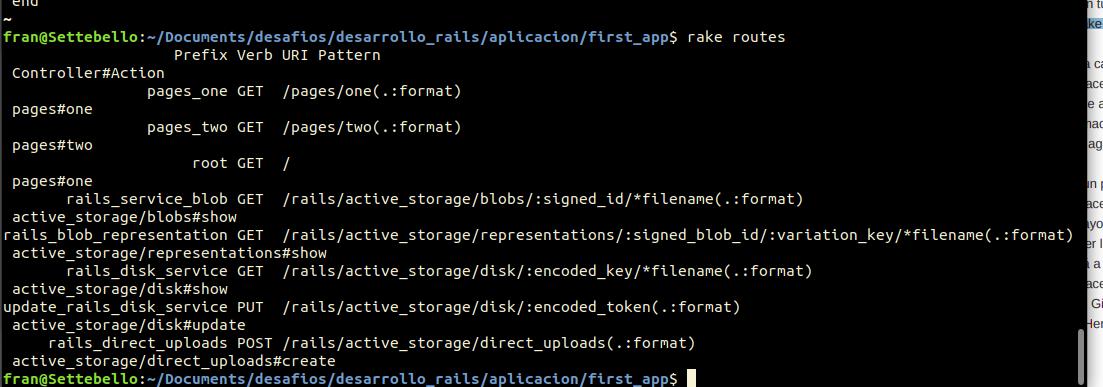 end
~
fran@Settebello:~/Documents/desafios/desarrollo_rails/aplicacion/first_app$ rake routes
Prefix Verb URI Pattern
Controller#Action
pages_one GET /pages/one(.:format)
pages#one
pages_two GET /pages/two(.:format)
pages#two
root GET /
pages#one
rails_service_blob GET /rails/active_storage/blobs/:signed_id/*filename(.:format)
active_storage/blobs#show
rails_blob_representation GET /rails/active_storage/representations/:signed_blob_id/:variation_key/*filename(.:format)
active_storage/representations#show
rails_disk_service GET /rails/active_storage/disk/:encoded_key/*filename(.:format)
active_storage/disk#show
update_rails_disk_service PUT /rails/active_storage/disk/:encoded_token(.:format)
active_storage/disk#update
rails_direct_uploads POST /rails/active_storage/direct_uploads(.:format)
active_storage/direct_uploads#create
fran@Settebello:~/Documents/desafios/desarrollo_rails/aplicacion/first_app$